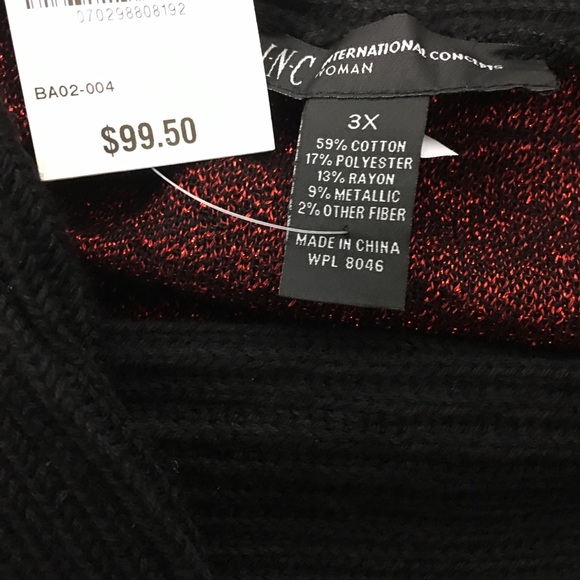 070298808192
BA02-004
$99.50
I·N·C INTERNATIONAL CONCEPTS
WOMAN
3X
59% COTTON
17% POLYESTER
13% RAYON
9% METALLIC
2% OTHER FIBER
MADE IN CHINA
WPL 8046